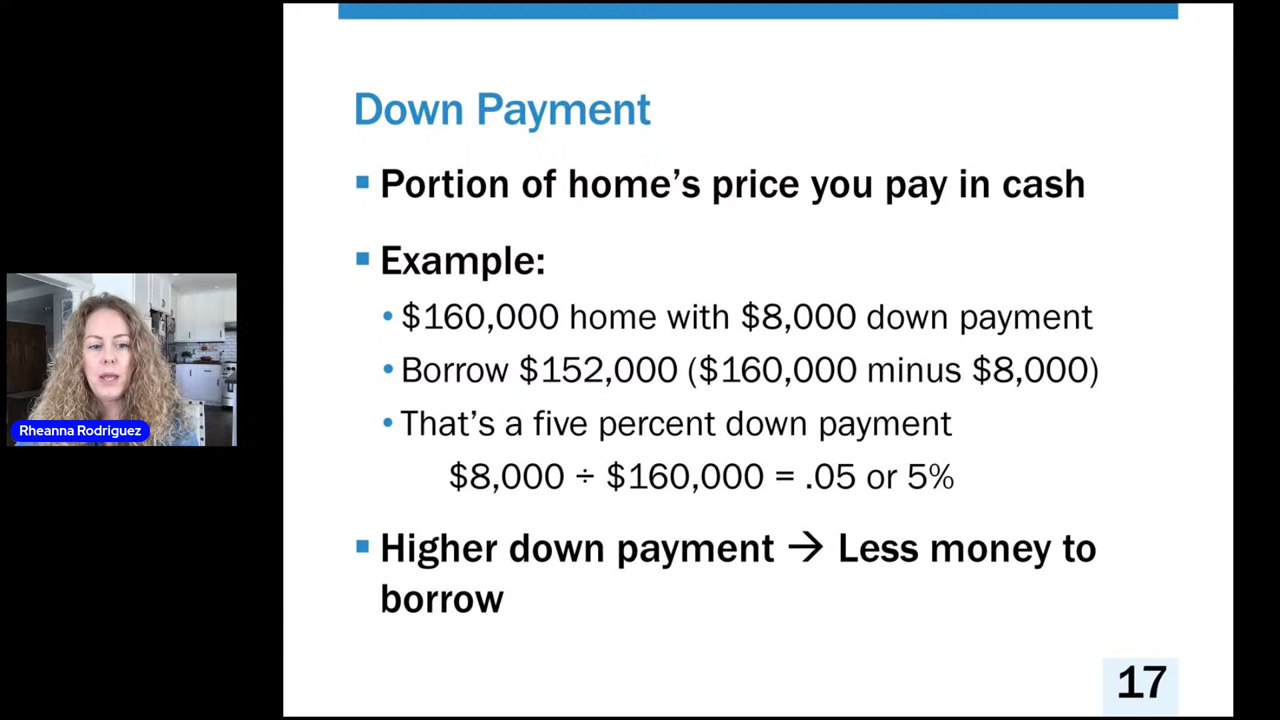 Down Payment
Portion of home's price you pay in cash
Example:
$160,000 home with $8,000 down payment
Borrow $152,000 ($160,000 minus $8,000)
That's a five percent down payment
$8,000 ÷ $160,000 = .05 or 5%
Higher down payment → Less money to
borrow
17
Rheanna Rodriguez